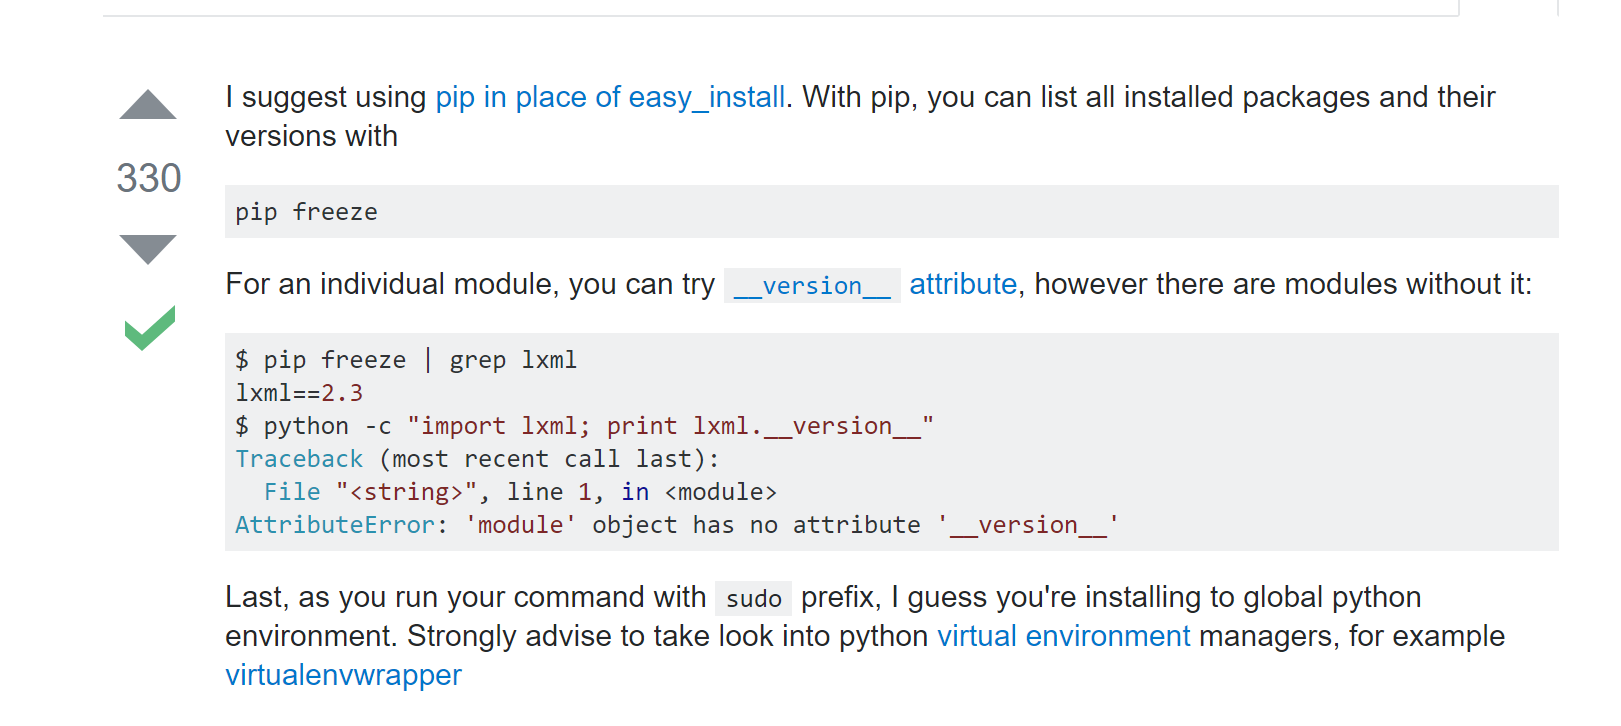 I suggest using pip in place of easy_install. With pip, you can list all installed packages and their
versions with
330
pip freeze
For an individual module, you can try __version__ attribute, however there are modules without it:
$ pip freeze | grep lxml
lxml==2.3
$ python -c "import lxml; print lxml.__version__"
Traceback (most recent call last):
  File "<string>", line 1, in <module>
AttributeError: 'module' object has no attribute '__version__'
Last, as you run your command with sudo prefix, I guess you're installing to global python
environment. Strongly advise to take look into python virtual environment managers, for example
virtualenvwrapper